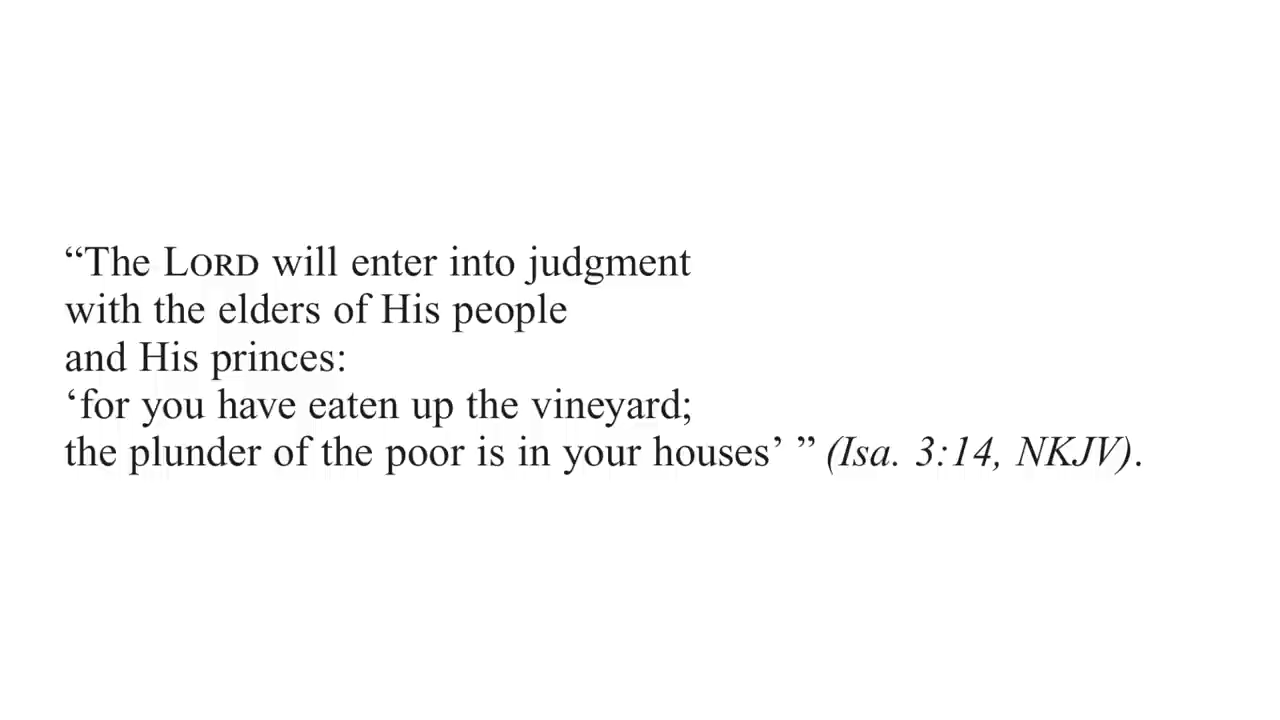 “The LORD will enter into judgment
with the elders of His people
and His princes:
‘for you have eaten up the vineyard;
the plunder of the poor is in your houses’ ” (Isa. 3:14, NKJV).